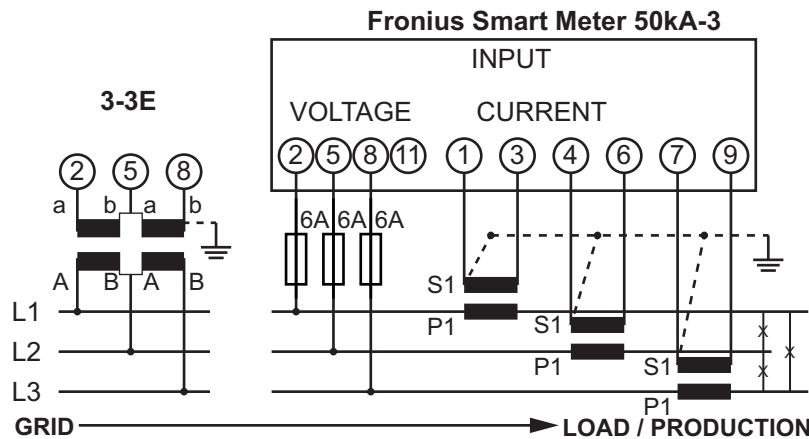 Fronius Smart Meter 50kA-3
INPUT
3-3E
VOLTAGE CURRENT
2 5 8 2 5 8 11 1 3 4 6 7 9
a b a b
6A 6A 6A
A B A B
S1
L1
P1 S1
L2
P1 S1
L3
P1
GRID LOAD / PRODUCTION
x
x x
x